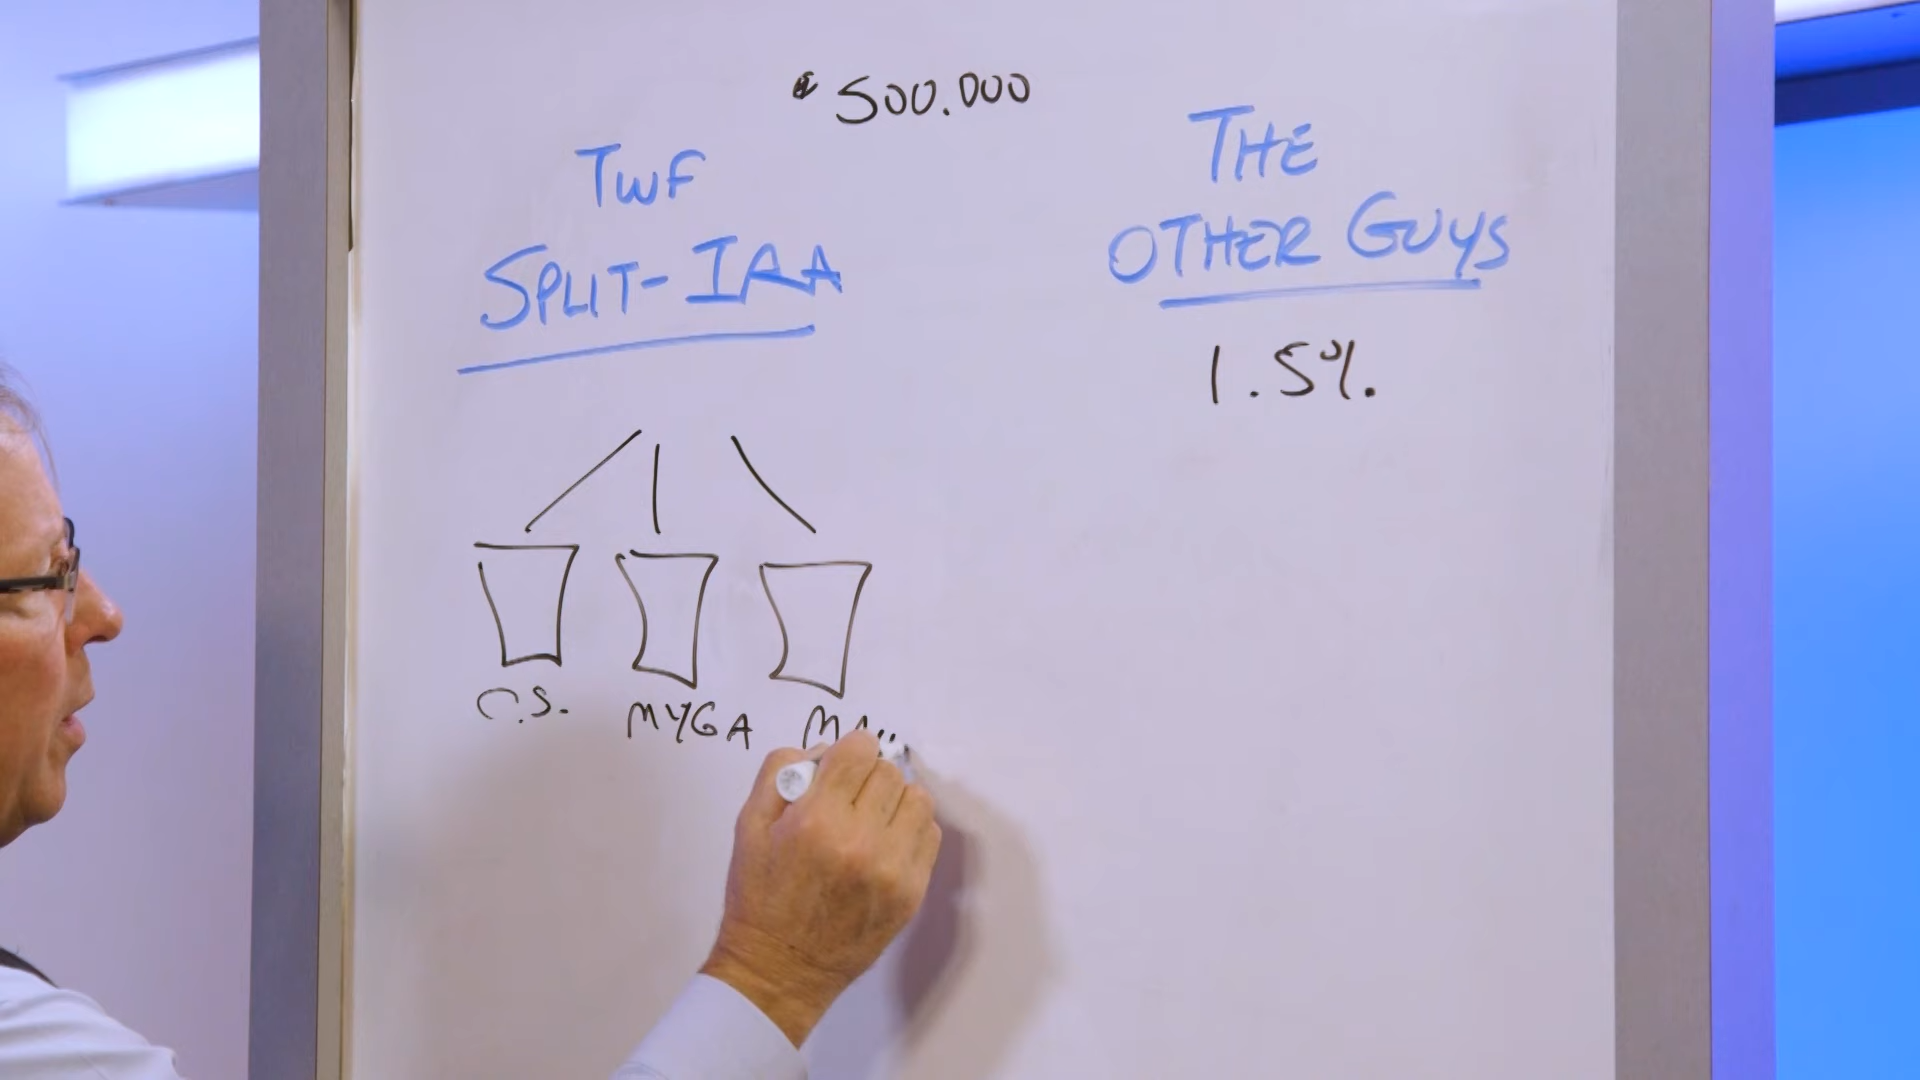 500.000
TWF
SPLIT-IAA
THE
OTHER GUYS
1.5%
C.S. MYGA